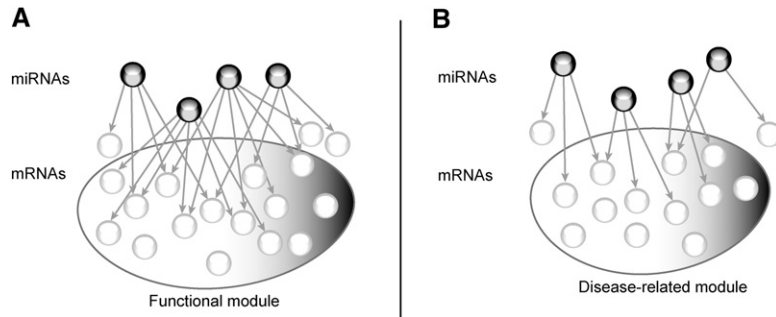 A
miRNAs
mRNAs
Functional module
B
miRNAs
mRNAs
Disease-related module